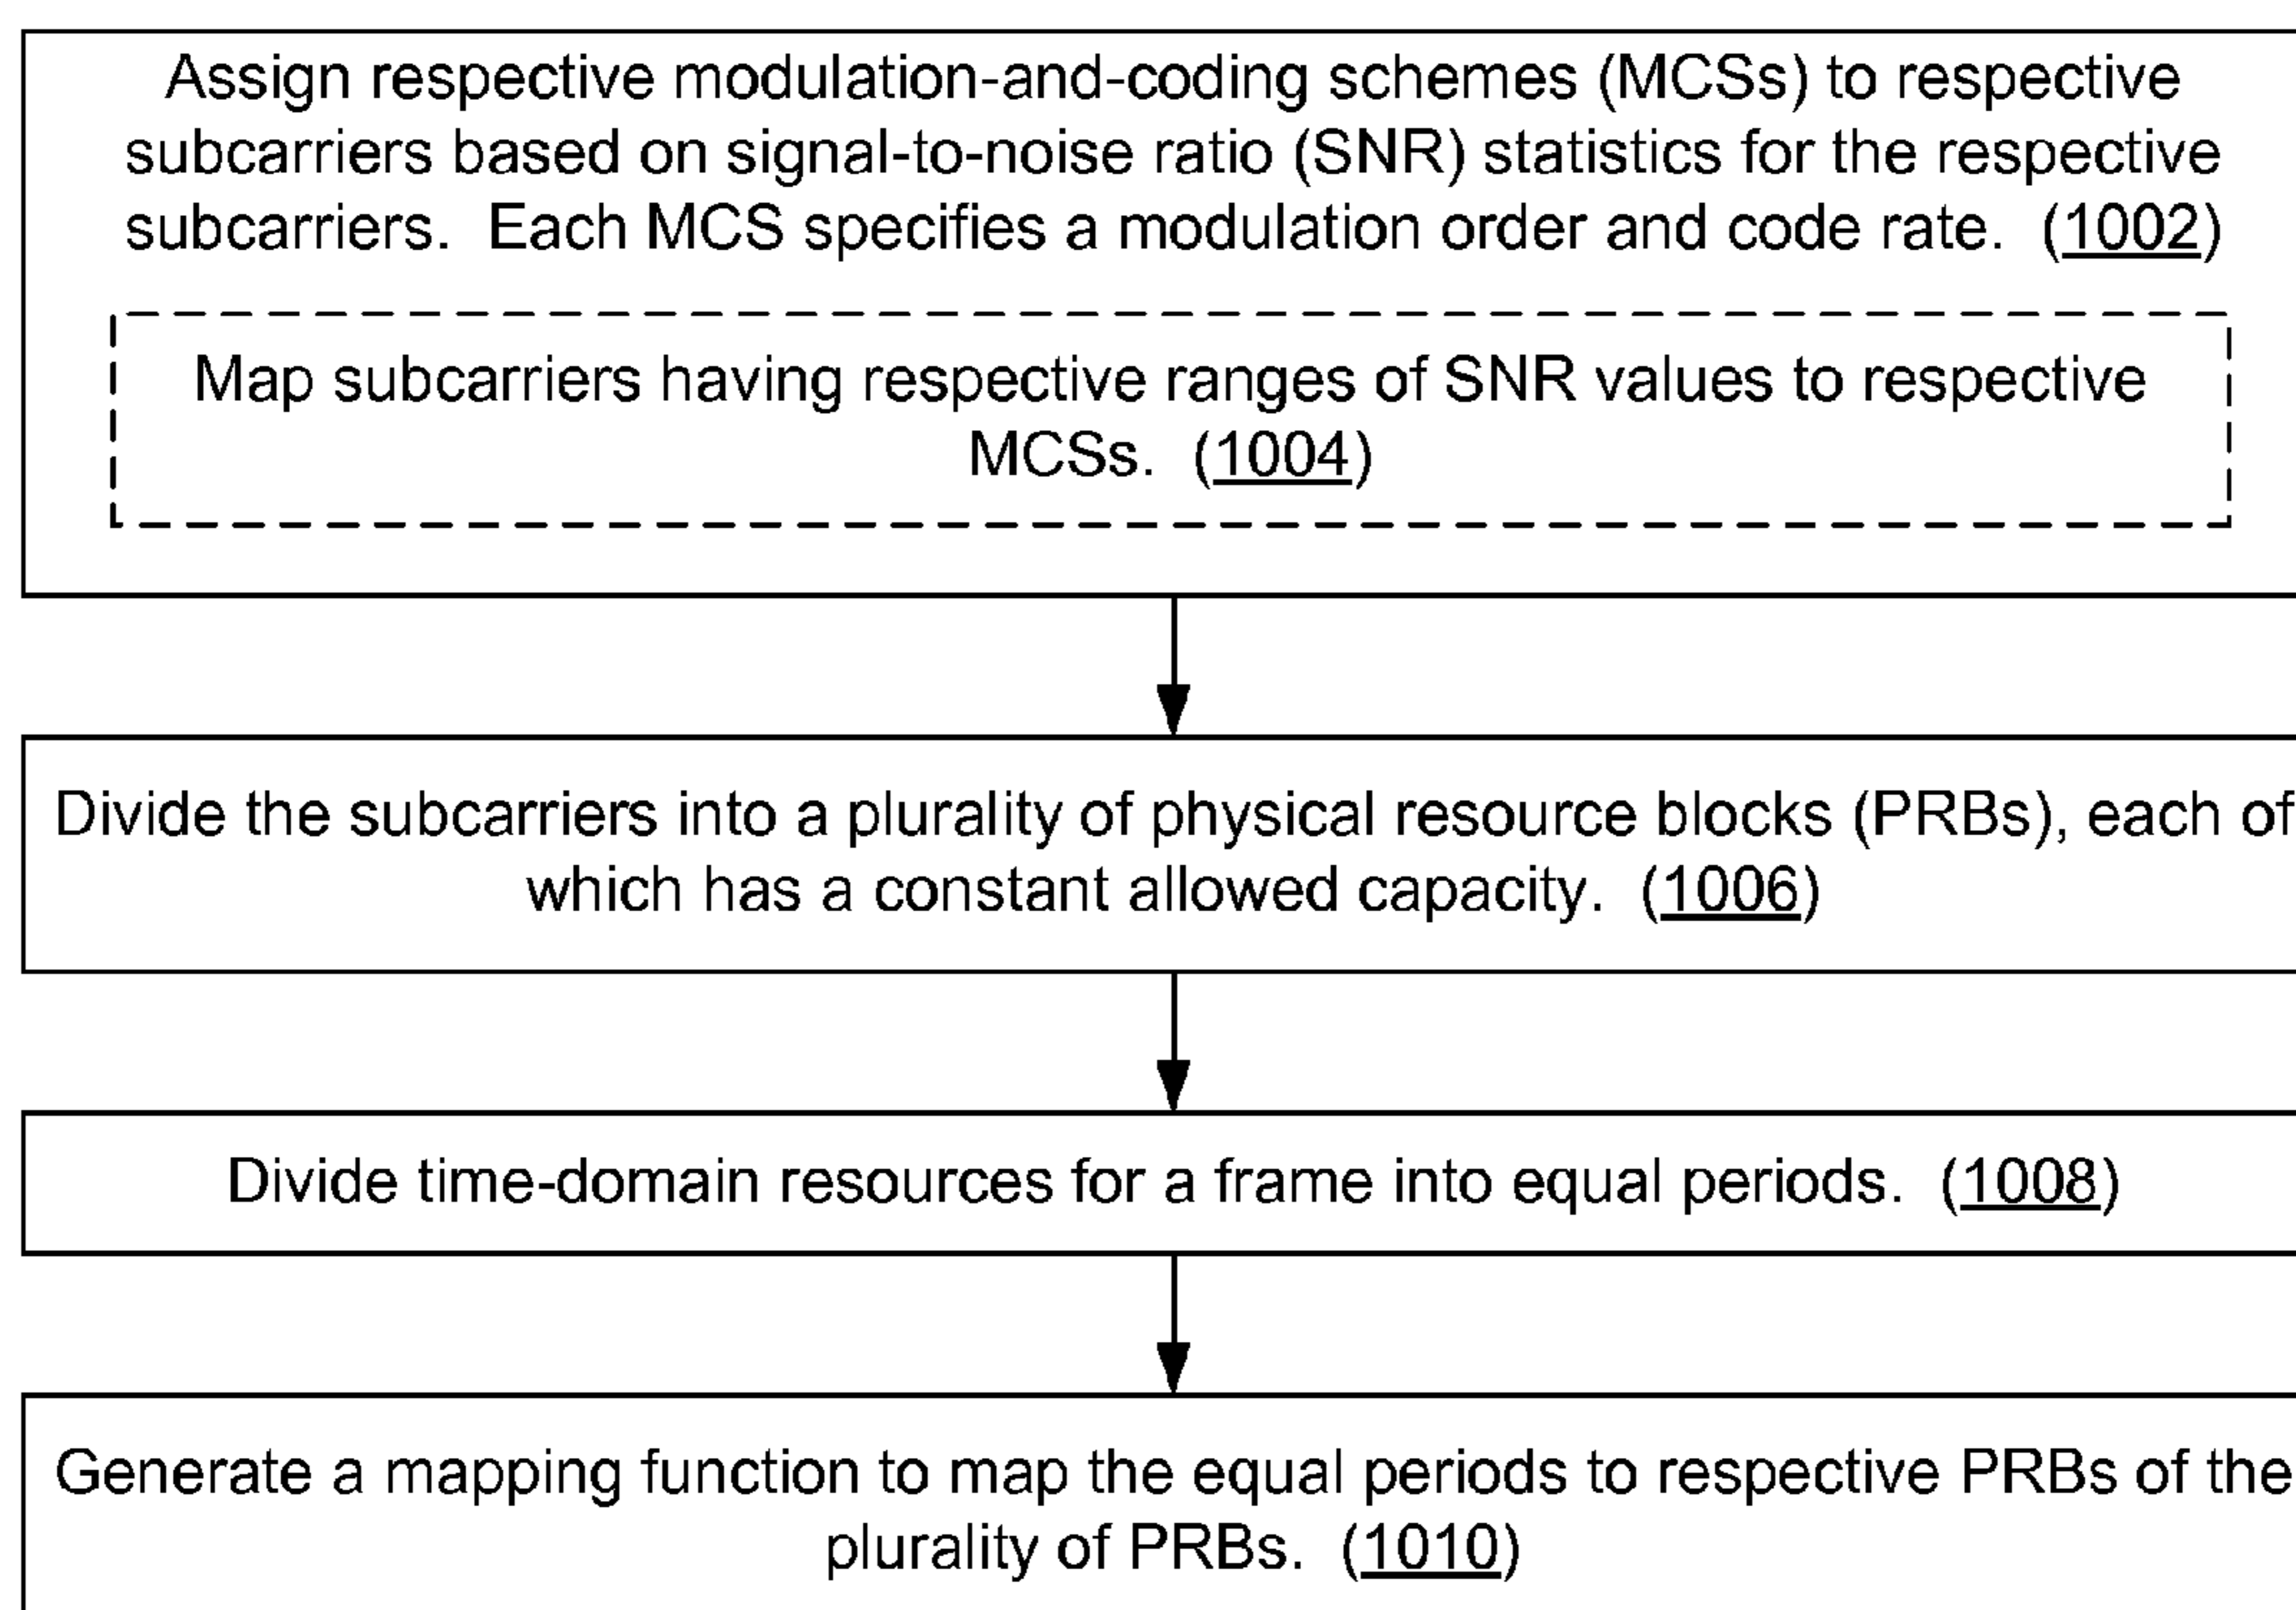 Assign respective modulation-and-coding schemes (MCSs) to respective
subcarriers based on signal-to-noise ratio (SNR) statistics for the respective
subcarriers. Each MCS specifies a modulation order and code rate. (1002)
Map subcarriers having respective ranges of SNR values to respective
MCSs. (1004)
Divide the subcarriers into a plurality of physical resource blocks (PRBs), each of
which has a constant allowed capacity. (1006)
Divide time-domain resources for a frame into equal periods. (1008)
Generate a mapping function to map the equal periods to respective PRBs of the
plurality of PRBs. (1010)